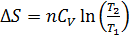 ΔS = nC_V ln(T_2/T_1)